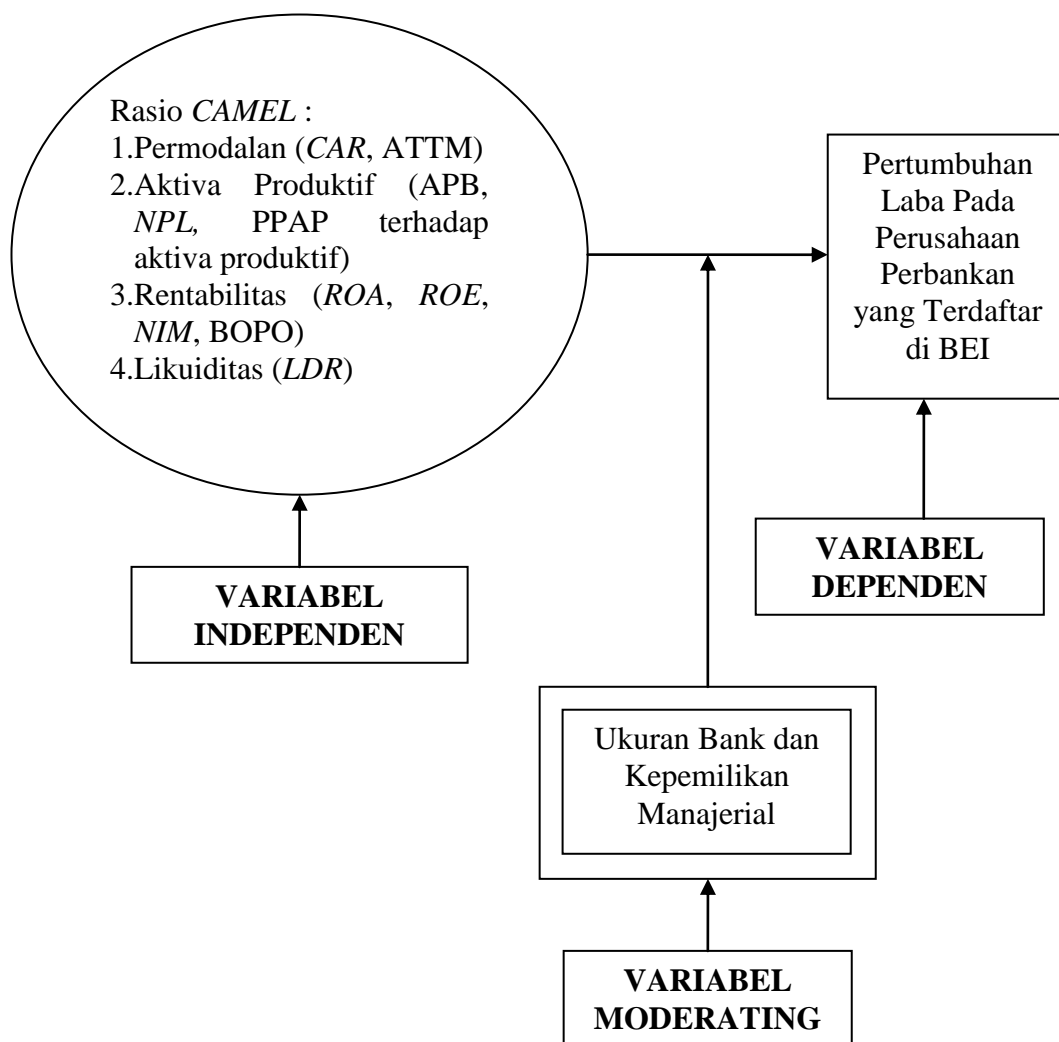 Rasio CAMEL :
1.Permodalan (CAR, ATTM)
2.Aktiva Produktif (APB,
NPL, PPAP terhadap
aktiva produktif)
3.Rentabilitas (ROA, ROE,
NIM, BOPO)
4.Likuiditas (LDR)
Pertumbuhan
Laba Pada
Perusahaan
Perbankan
yang Terdaftar
di BEI
VARIABEL
INDEPENDEN
VARIABEL
DEPENDEN
Ukuran Bank dan
Kepemilikan
Manajerial
VARIABEL
MODERATING